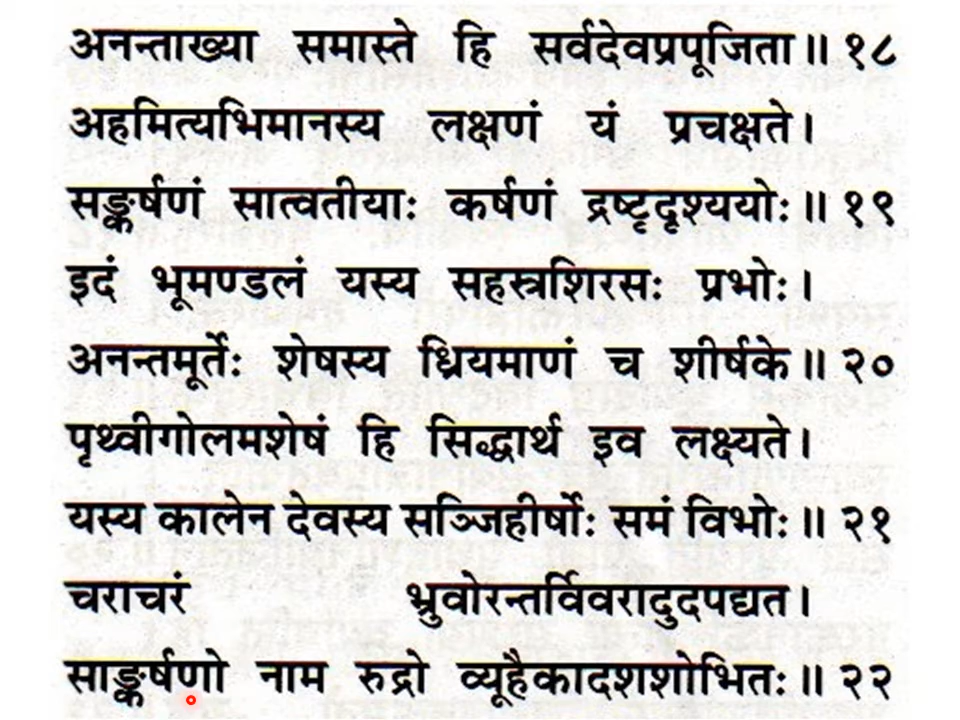 अनन्ताख्या समास्ते हि सर्वदेवप्रपूजिता॥ १८
अहमित्यभिमानस्य लक्षणं यं प्रचक्षते।
सङ्कर्षणं सात्वतीयाः कर्षणं द्रष्टृदृश्ययोः॥ १९
इदं भूमण्डलं यस्य सहस्त्रशिरसः प्रभोः।
अनन्तमूर्तेः शेषस्य ध्रियमाणं च शीर्षके॥ २०
पृथ्वीगोलमशेषं हि सिद्धार्थ इव लक्ष्यते।
यस्य कालेन देवस्य सञ्जिहीर्षोः समं विभोः॥ २१
चराचरं भ्रुवोरन्तर्विवरादुदपद्यत।
साङ्कर्षणो नाम रुद्रो व्यूहैकादशशोभितः॥ २२